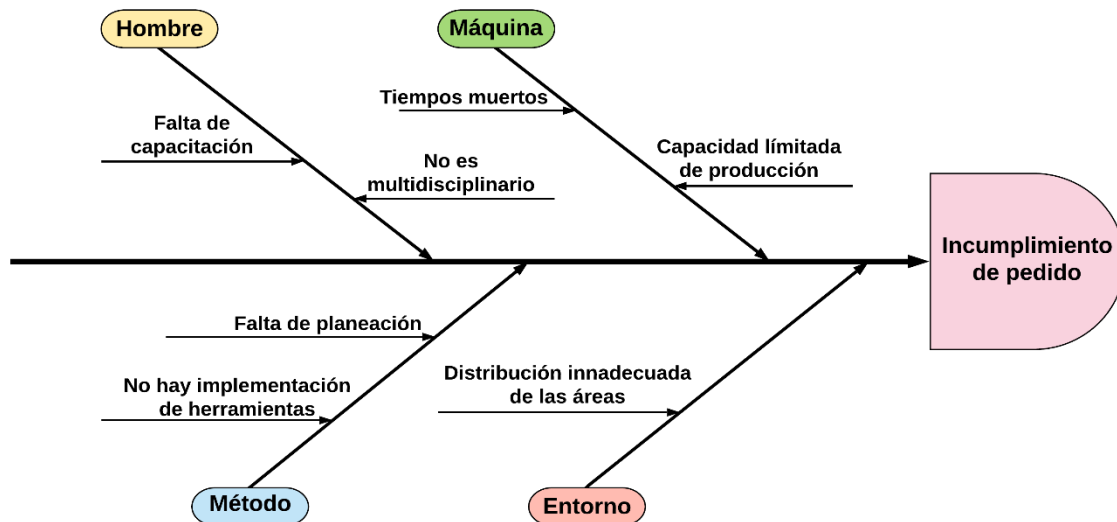 Hombre
Máquina
Tiempos muertos
Falta de
capacitación
Capacidad límitada
de producción
No es
multidisciplinario
Incumplimiento
de pedido
Falta de planeación
Distribución innadecuada
de las áreas
No hay implementación
de herramientas
Método
Entorno